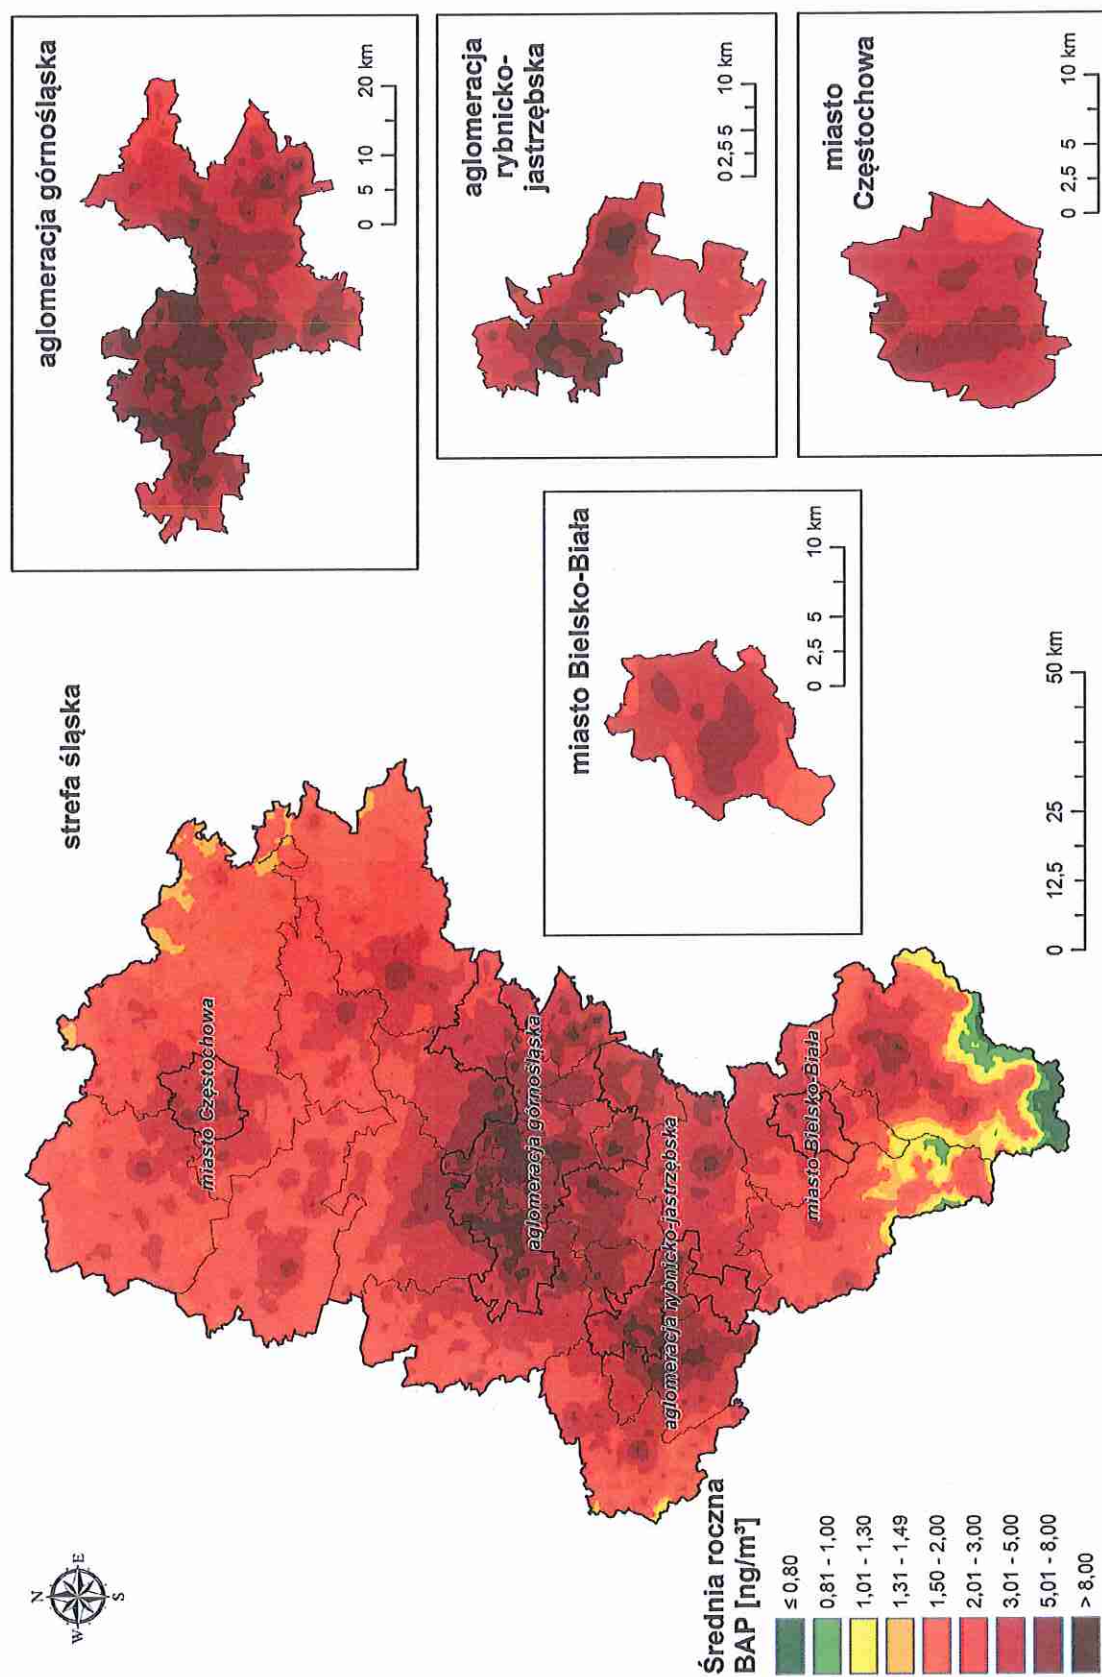 strefa śląska
miasto Częstochowa
aglomeracja górnośląska
aglomeracja rybnicko-jastrzębska
miasto Bielsko-Biała
N
W
E
S
Średnia roczna
BAP [ng/m³]
≤ 0,80
0,81 - 1,00
1,01 - 1,30
1,31 - 1,49
1,50 - 2,00
2,01 - 3,00
3,01 - 5,00
5,01 - 8,00
> 8,00
0 12,5 25 50 km
miasto Bielsko-Biała
0 2,5 5 10 km
aglomeracja górnośląska
0 5 10 20 km
aglomeracja
rybnicko-
jastrzębska
0 2,5 5 10 km
miasto
Częstochowa
0 2,5 5 10 km